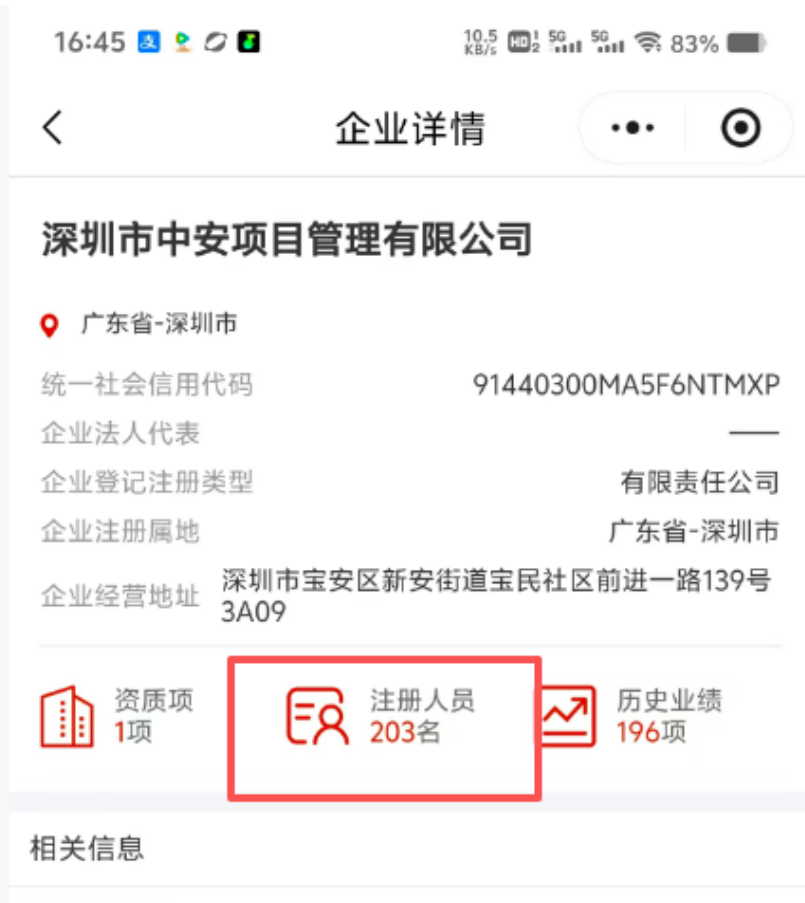 16:45 10.5 KB/s HD 1 2 5G 5G 83%
企业详情
深圳市中安项目管理有限公司
广东省-深圳市
统一社会信用代码 91440300MA5F6NTMXP
企业法人代表 ——
企业登记注册类型 有限责任公司
企业注册属地 广东省-深圳市
企业经营地址 深圳市宝安区新安街道宝民社区前进一路139号
3A09
资质项 注册人员 历史业绩
1项 203名 196项
相关信息